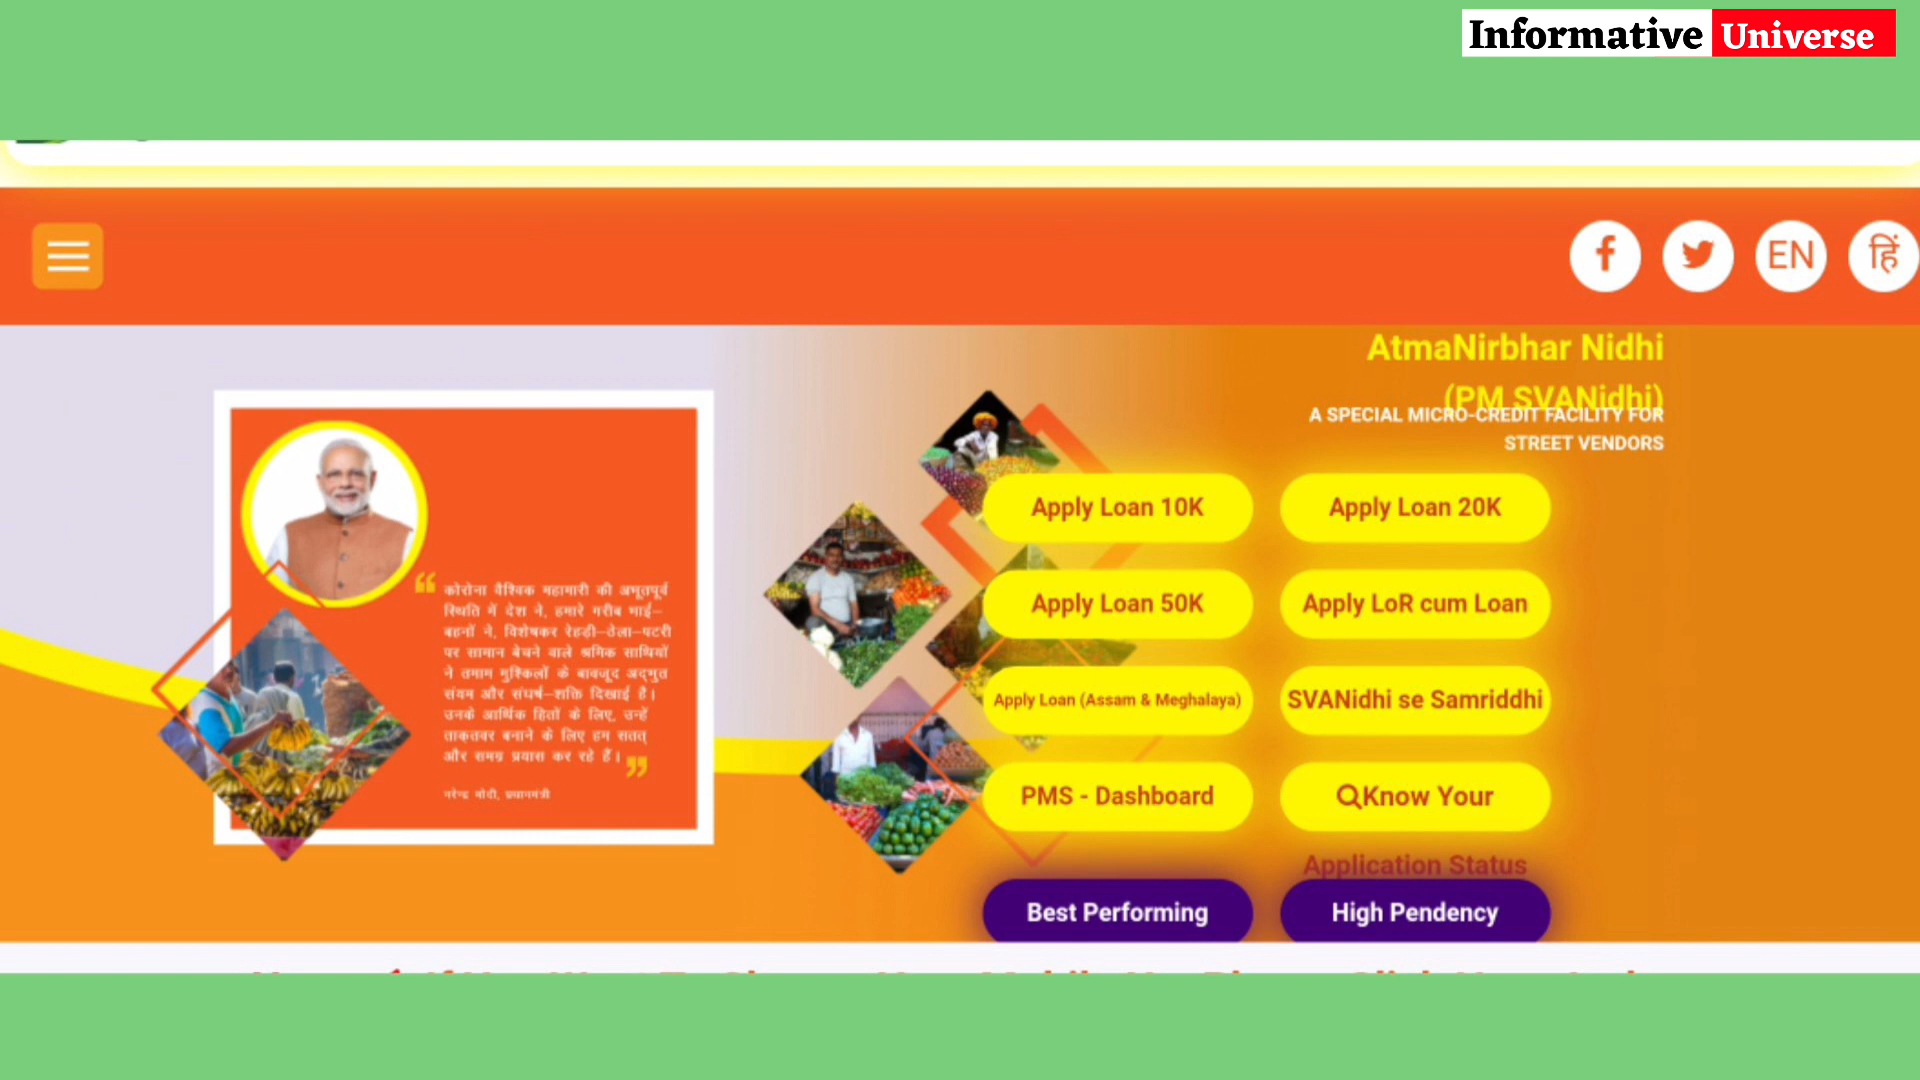 Informative Universe
EN हिं
AtmaNirbhar Nidhi
(PM SVANidhi)
A SPECIAL MICRO-CREDIT FACILITY FOR
STREET VENDORS
“ कोरोना वैश्विक महामारी की अभूतपूर्व
स्थिति में देश ने, हमारे गरीब भाई–
बहनों ने, विशेषकर रेहड़ी–ठेला–पटरी
पर सामान बेचने वाले श्रमिक साथियों
ने तमाम मुश्किलों के बावजूद अद्भुत
संयम और संघर्ष–शक्ति दिखाई है।
उनके आर्थिक हितों के लिए, उन्हें
ताक़तवर बनाने के लिए हम सतत्
और समग्र प्रयास कर रहे हैं। ”
नरेन्द्र मोदी, प्रधानमंत्री
Apply Loan 10K
Apply Loan 20K
Apply Loan 50K
Apply LoR cum Loan
Apply Loan (Assam & Meghalaya)
SVANidhi se Samriddhi
PMS - Dashboard
Know Your
Application Status
Best Performing
High Pendency